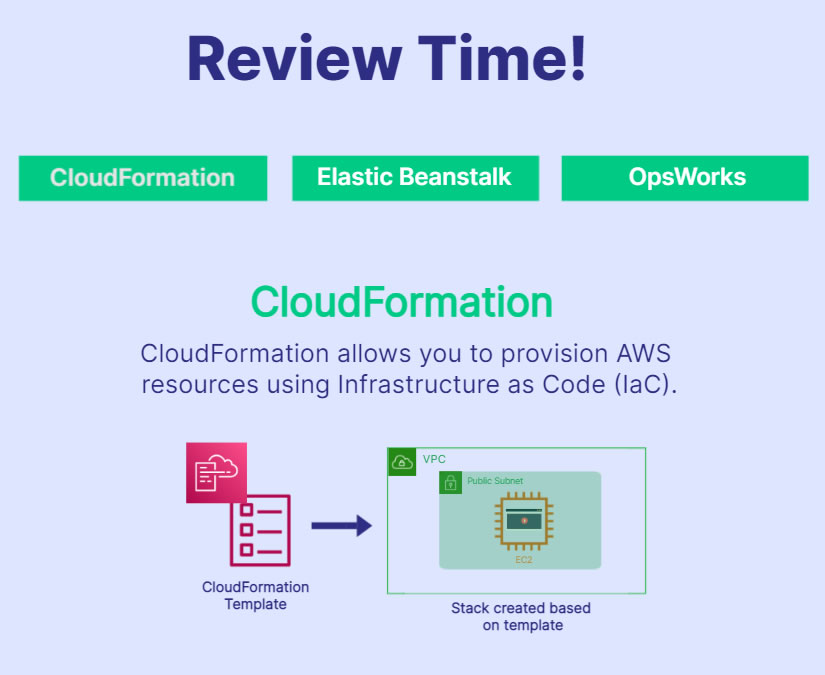 Review Time!
CloudFormation
Elastic Beanstalk
OpsWorks
CloudFormation
CloudFormation allows you to provision AWS
resources using Infrastructure as Code (IaC).
VPC
Public Subnet
EC2
CloudFormation
Template
Stack created based
on template